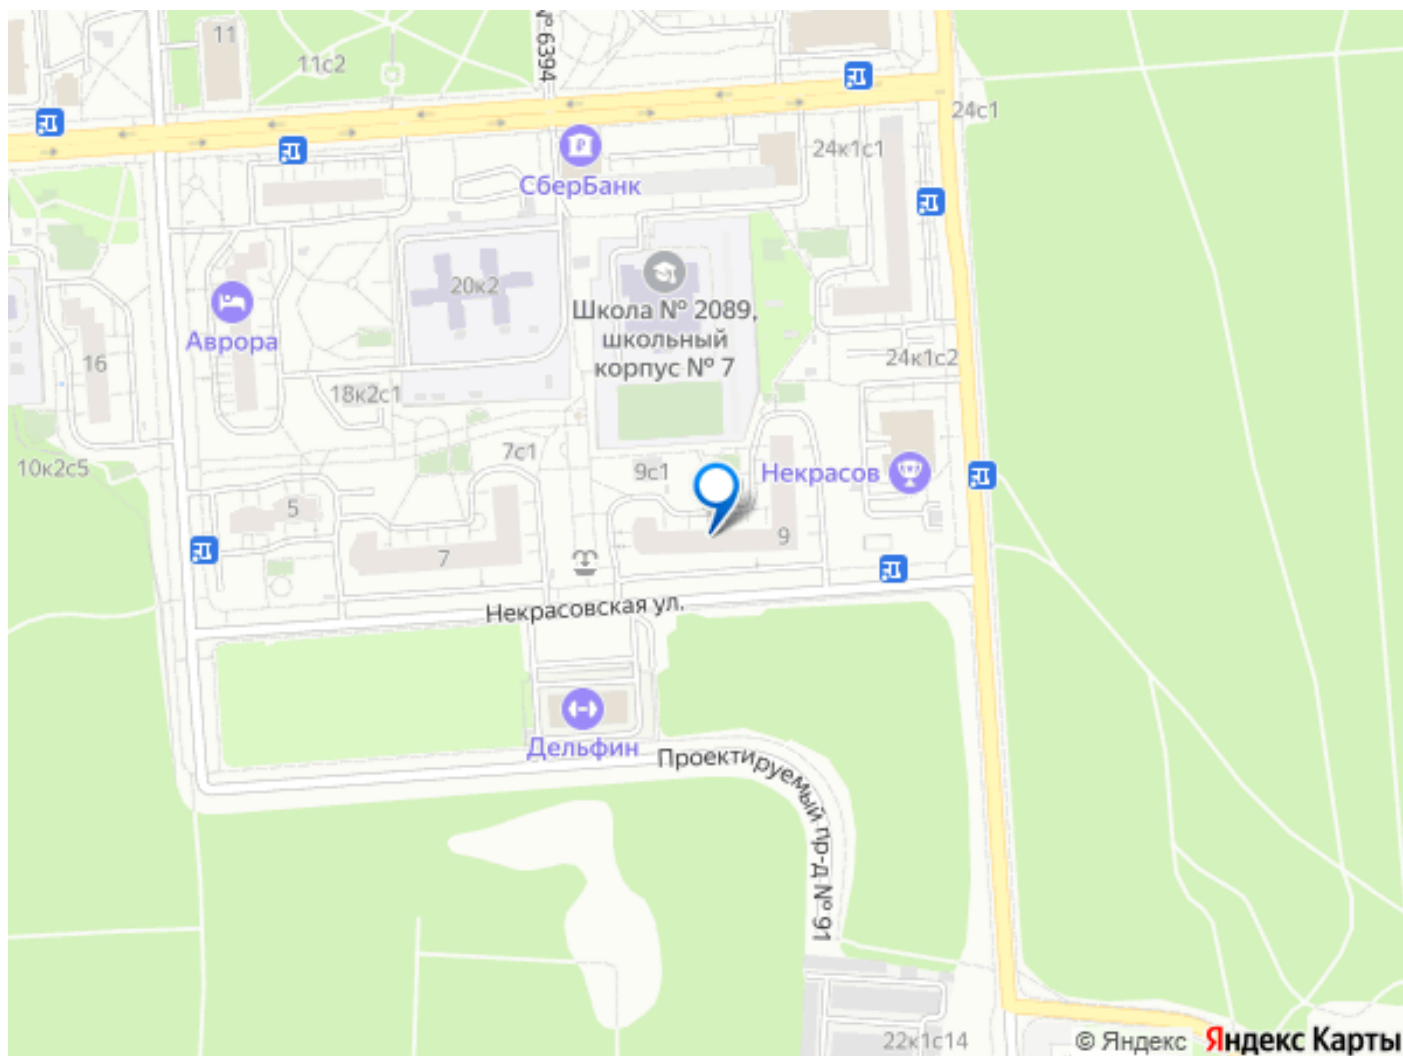 № 6394
11
11с2
24с1
24к1с1
СберБанк
20к2
Школа № 2089,
школьный
корпус № 7
Аврора
16
24к1с2
18к2с1
10к2с5
7с1
9с1
Некрасов
5
7
9
Некрасовская ул.
Дельфин
Проектируемый пр-д № 91
22к1с14
© Яндекс Яндекс Карты